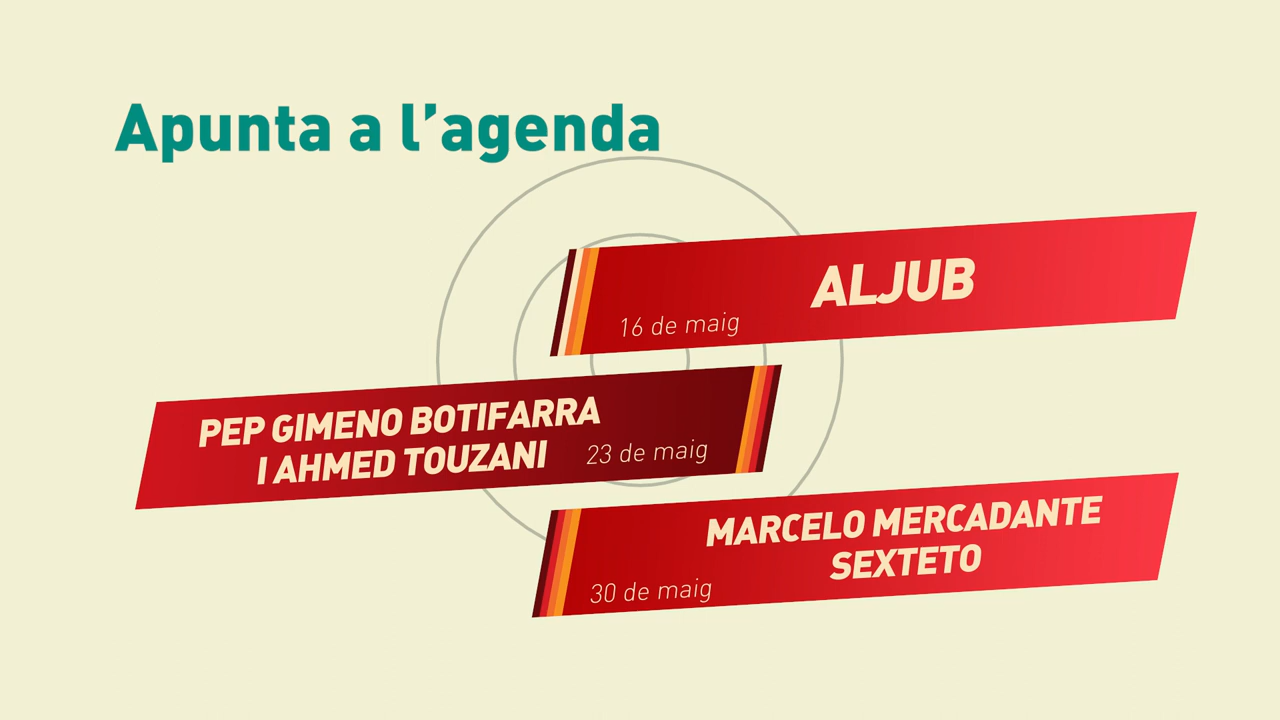 Apunta a l’agenda
ALJUB
16 de maig
PEP GIMENO BOTIFARRA
I AHMED TOUZANI
23 de maig
MARCELO MERCADANTE
SEXTETO
30 de maig